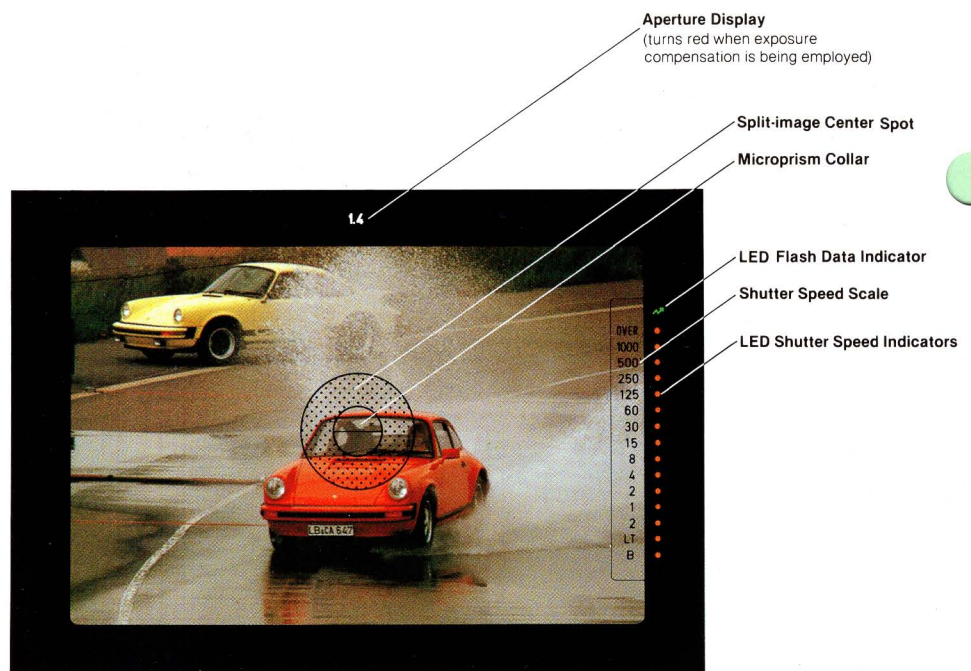 Aperture Display
(turns red when exposure
compensation is being employed)
Split-image Center Spot
Microprism Collar
1.4
LED Flash Data Indicator
Shutter Speed Scale
LED Shutter Speed Indicators
OVER
1000
500
250
125
60
30
15
8
4
2
1
2
LT
B
LB:CA 647